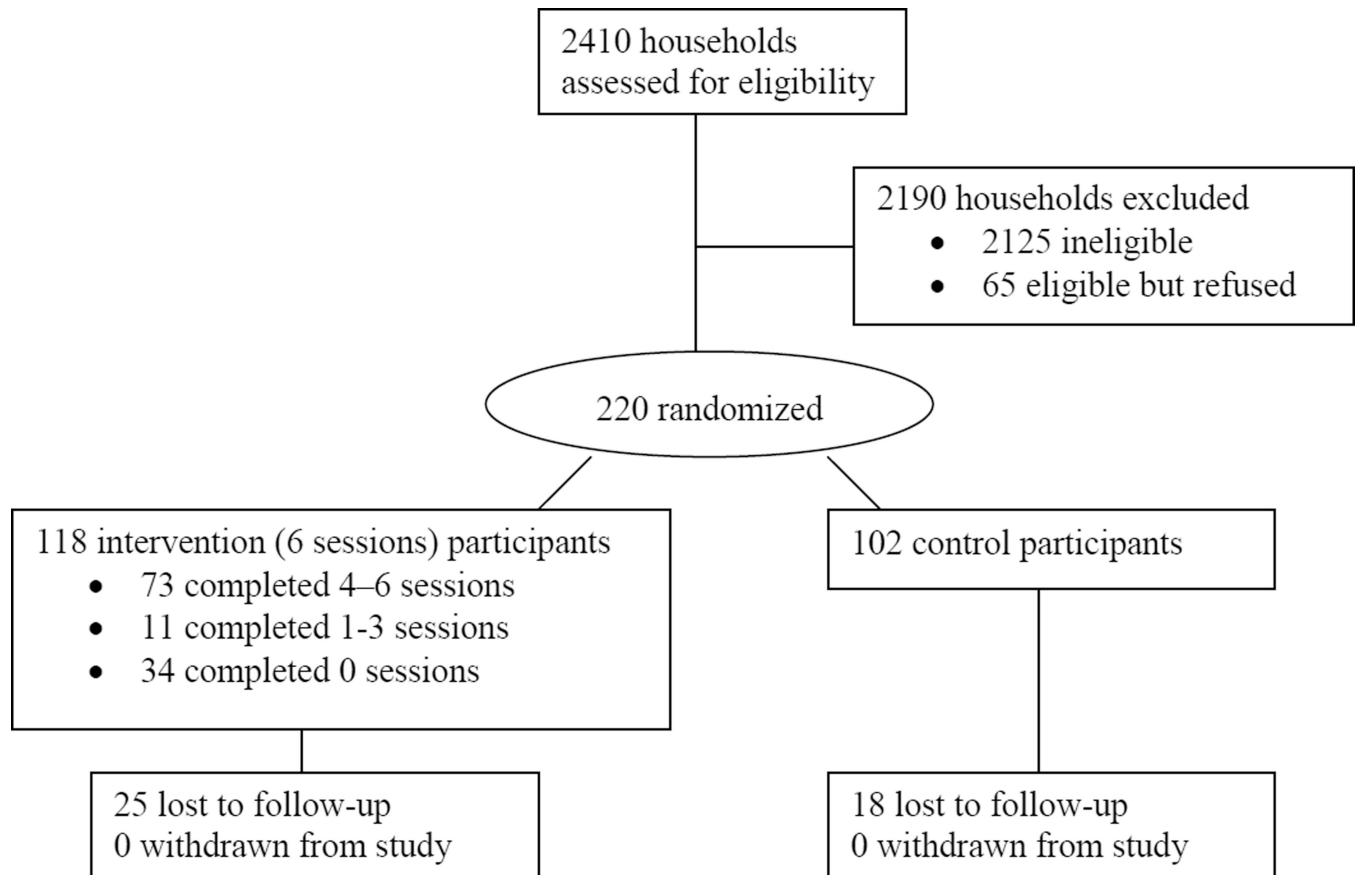 2410 households
assessed for eligibility
2190 households excluded
• 2125 ineligible
• 65 eligible but refused
220 randomized
118 intervention (6 sessions) participants
• 73 completed 4–6 sessions
• 11 completed 1-3 sessions
• 34 completed 0 sessions
102 control participants
25 lost to follow-up
0 withdrawn from study
18 lost to follow-up
0 withdrawn from study